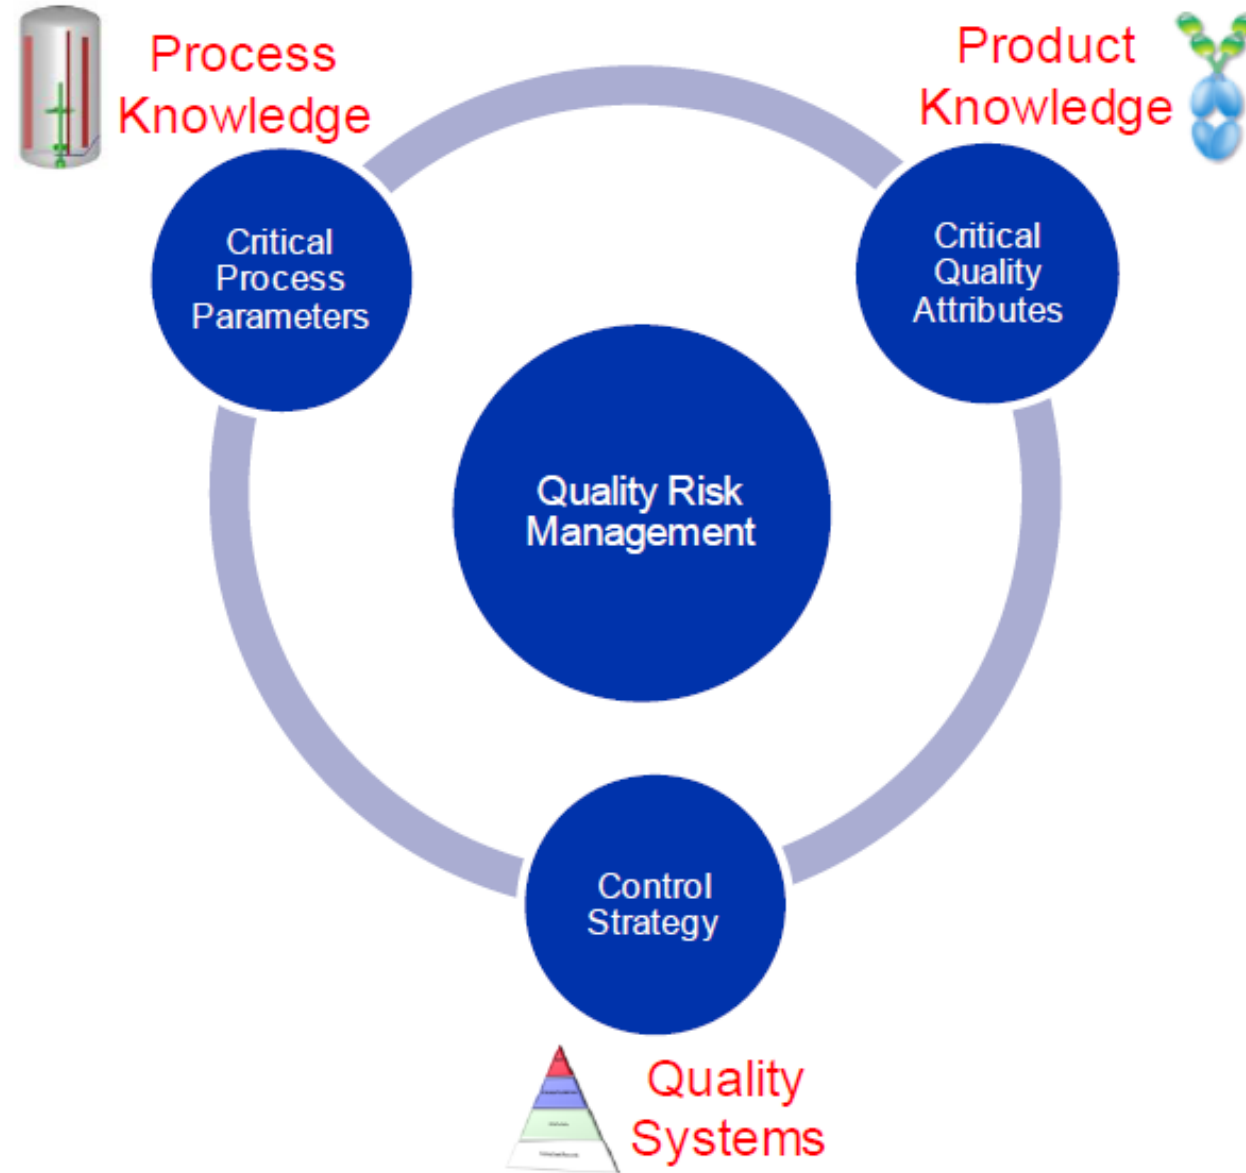 Process
Knowledge
Product
Knowledge
Critical
Process
Parameters
Critical
Quality
Attributes
Quality Risk
Management
Control
Strategy
Quality
Systems